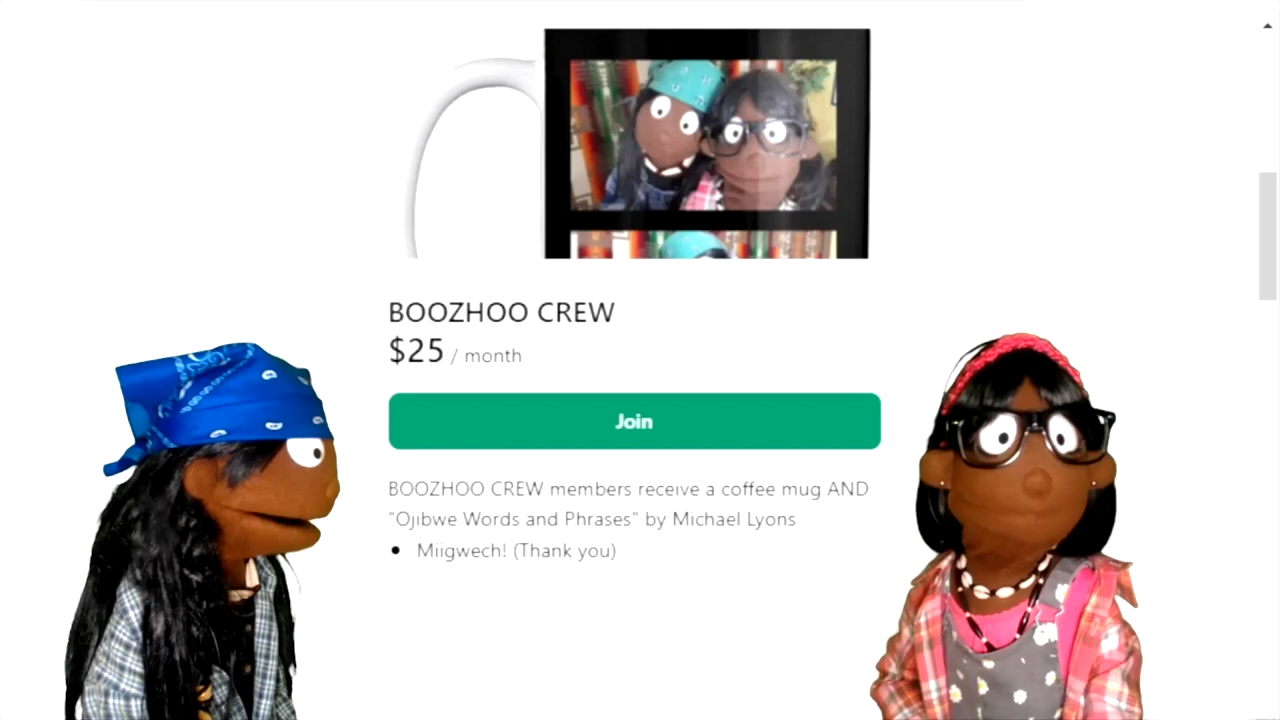 BOOZHOO CREW
$25 / month
Join
BOOZHOO CREW members receive a coffee mug AND
"Ojibwe Words and Phrases" by Michael Lyons
• Miigwech! (Thank you)